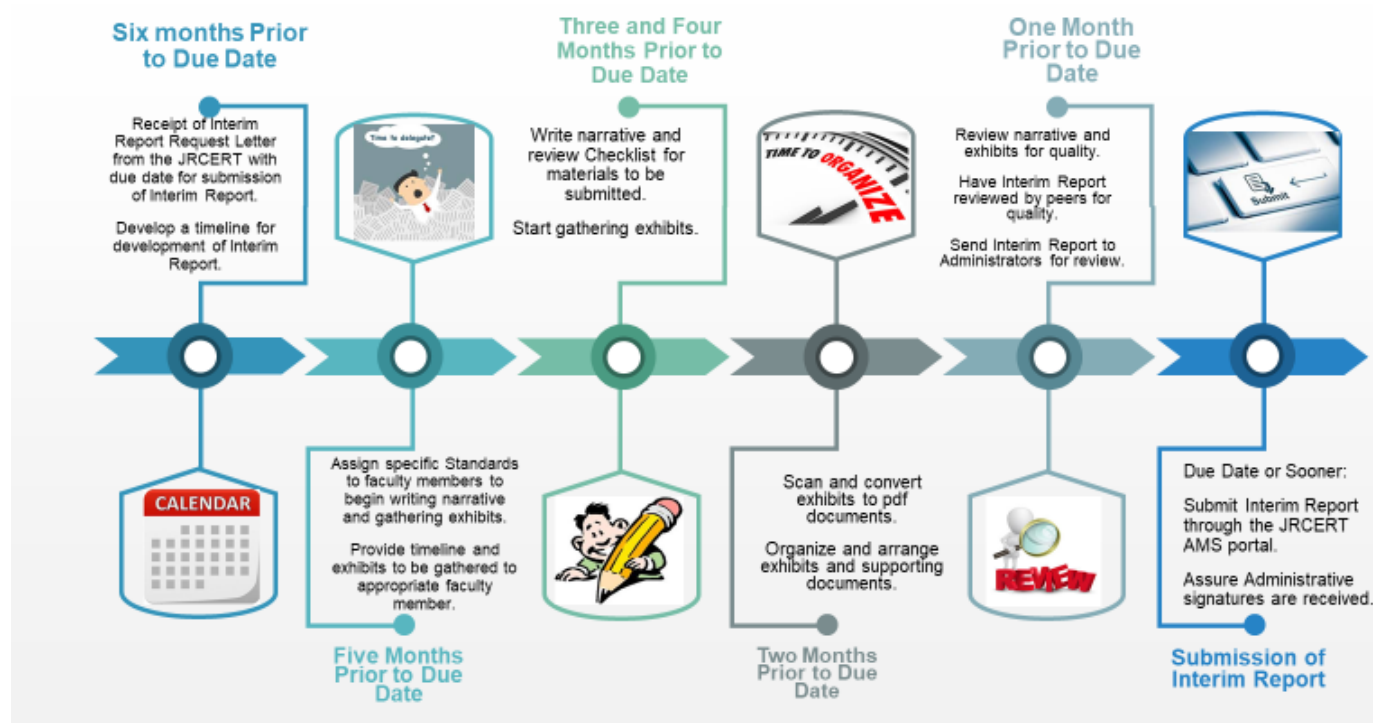 Six months Prior
to Due Date
Receipt of Interim
Report Request Letter
from the JRCERT with
due date for submission
of Interim Report.
Develop a timeline for
development of Interim
Report.
CALENDAR
Time to delegate?
Assign specific Standards
to faculty members to
begin writing narrative
and gathering exhibits.
Provide timeline and
exhibits to be gathered to
appropriate faculty
member.
Five Months
Prior to Due
Date
Three and Four
Months Prior to
Due Date
Write narrative and
review Checklist for
materials to be
submitted.
Start gathering exhibits.
TIME TO ORGANIZE
Scan and convert
exhibits to pdf
documents.
Organize and arrange
exhibits and supporting
documents.
Two Months
Prior to Due
Date
One Month
Prior to Due
Date
Review narrative and
exhibits for quality.
Have Interim Report
reviewed by peers for
quality.
Send Interim Report to
Administrators for review.
REVIEW
Submit
Due Date or Sooner:
Submit Interim Report
through the JRCERT
AMS portal.
Assure Administrative
signatures are received.
Submission of
Interim Report